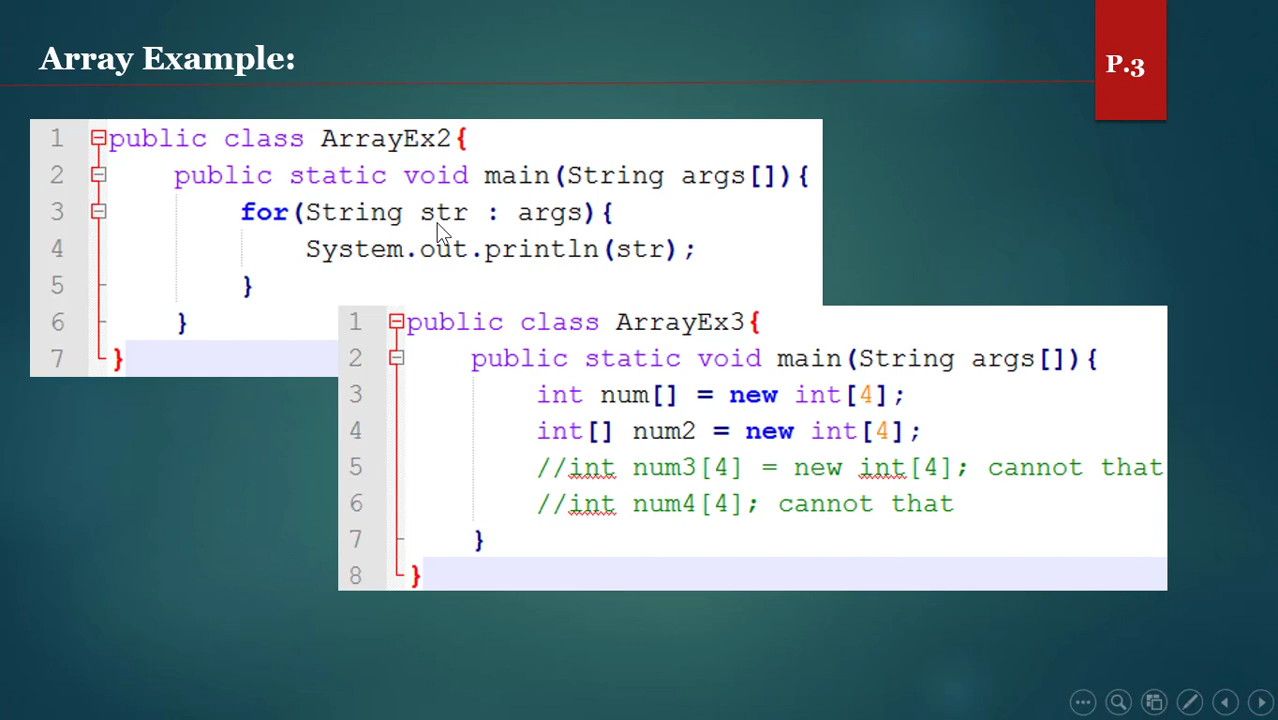 Array Example:
P.3
1 public class ArrayEx2{
2 public static void main(String args[]){
3 for(String str : args){
4 System.out.println(str);
5 }
6 }
7 }
1 public class ArrayEx3{
2 public static void main(String args[]){
3 int num[] = new int[4];
4 int[] num2 = new int[4];
5 //int num3[4] = new int[4]; cannot that
6 //int num4[4]; cannot that
7 }
8 }